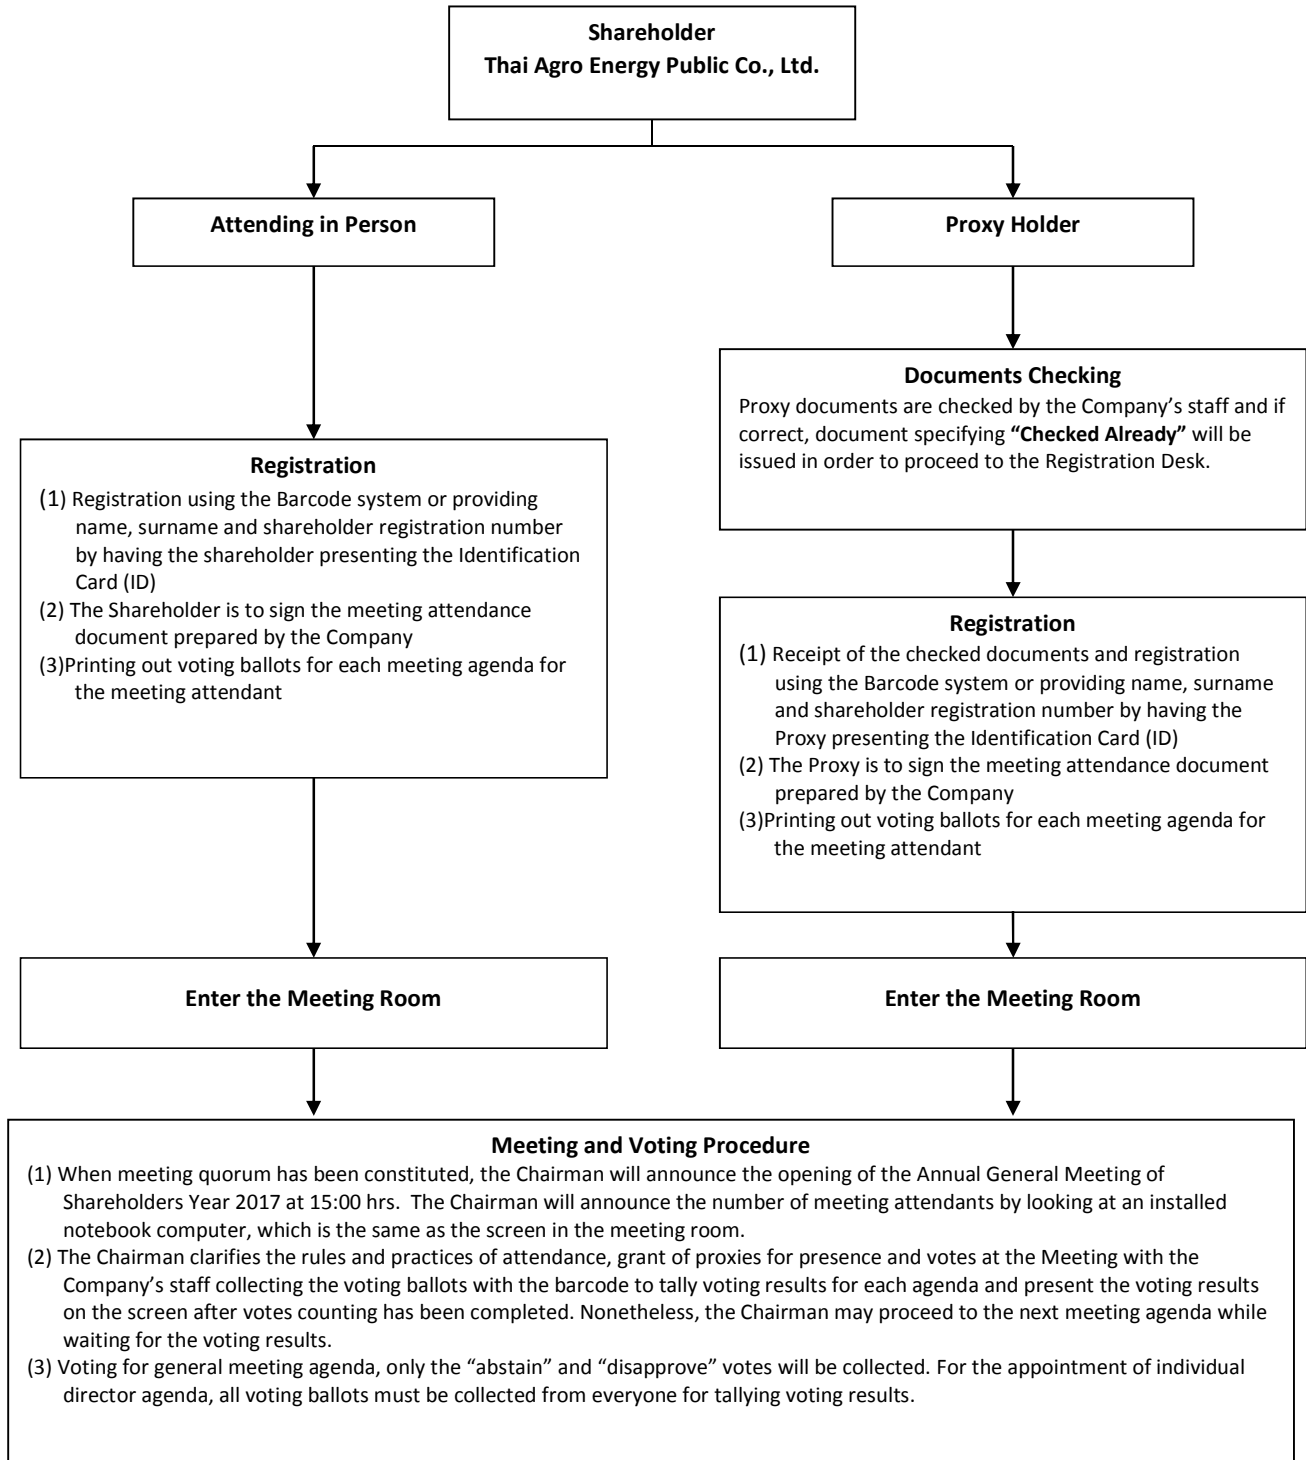 Shareholder
Thai Agro Energy Public Co., Ltd.
Attending in Person
Proxy Holder
Documents Checking
Proxy documents are checked by the Company’s staff and if
correct, document specifying “Checked Already” will be
issued in order to proceed to the Registration Desk.
Registration
(1) Registration using the Barcode system or providing
name, surname and shareholder registration number
by having the shareholder presenting the Identification
Card (ID)
(2) The Shareholder is to sign the meeting attendance
document prepared by the Company
(3)Printing out voting ballots for each meeting agenda for
the meeting attendant
Registration
(1) Receipt of the checked documents and registration
using the Barcode system or providing name, surname
and shareholder registration number by having the
Proxy presenting the Identification Card (ID)
(2) The Proxy is to sign the meeting attendance document
prepared by the Company
(3)Printing out voting ballots for each meeting agenda for
the meeting attendant
Enter the Meeting Room
Enter the Meeting Room
Meeting and Voting Procedure
(1) When meeting quorum has been constituted, the Chairman will announce the opening of the Annual General Meeting of
Shareholders Year 2017 at 15:00 hrs.  The Chairman will announce the number of meeting attendants by looking at an installed
notebook computer, which is the same as the screen in the meeting room.
(2) The Chairman clarifies the rules and practices of attendance, grant of proxies for presence and votes at the Meeting with the
Company’s staff collecting the voting ballots with the barcode to tally voting results for each agenda and present the voting results
on the screen after votes counting has been completed. Nonetheless, the Chairman may proceed to the next meeting agenda while
waiting for the voting results.
(3) Voting for general meeting agenda, only the “abstain” and “disapprove” votes will be collected. For the appointment of individual
director agenda, all voting ballots must be collected from everyone for tallying voting results.